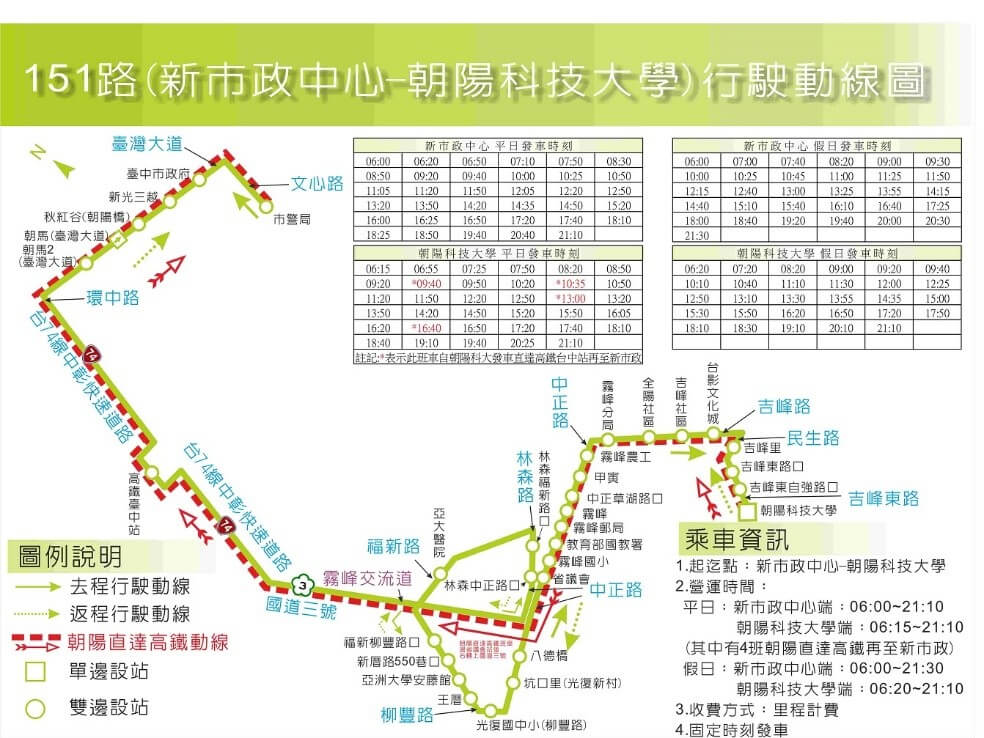 151路(新市政中心-朝陽科技大學)行駛動線圖
臺灣大道
臺中市政府
文心路
新光三越
秋紅谷(朝陽橋)
市警局
朝馬(臺灣大道)
朝馬2
(臺灣大道)
環中路
台74線中彰快速道路
74
台74線中彰快速道路
74
高鐵臺中站
新市政中心 平日發車時刻
06:00 06:20 06:50 07:10 07:50 08:30
08:50 09:20 09:40 10:00 10:25 10:50
11:05 11:20 11:50 12:05 12:20 12:50
13:20 13:50 14:20 14:35 14:50 15:20
16:00 16:25 16:50 17:20 17:40 18:10
18:25 18:50 19:40 20:40 21:10
朝陽科技大學 平日發車時刻
06:15 06:55 07:25 07:50 08:20 08:50
09:20 *09:40 09:50 10:20 *10:35 10:50
11:20 11:50 12:20 12:50 *13:00 13:20
13:50 14:20 14:50 15:20 15:50 16:05
16:20 *16:40 16:50 17:20 17:40 18:10
18:40 19:10 19:40 20:25 21:10
註記:*表示此班車自朝陽科大發車直達高鐵台中站再至新市政
新市政中心 假日發車時刻
06:00 07:00 07:40 08:20 09:00 09:30
10:00 10:25 10:45 11:00 11:25 11:50
12:15 12:40 13:00 13:25 13:55 14:15
14:40 15:10 15:40 16:10 16:40 17:25
18:00 18:40 19:20 19:40 20:00 20:30
21:30
朝陽科技大學 假日發車時刻
06:20 07:20 08:20 09:00 09:20 09:40
10:10 10:40 11:10 11:30 12:00 12:25
12:50 13:10 13:30 13:55 14:35 15:00
15:30 15:50 16:20 16:50 17:20 17:50
18:10 18:30 19:10 20:10 21:10
中正路
霧峰分局
全陽社區
吉峰社區
台影文化城
吉峰路
民生路
吉峰里
吉峰東路口
吉峰東自強路口
吉峰東路
朝陽科技大學
霧峰農工
甲寅
中正草湖路口
霧峰
霧峰郵局
教育部國教署
霧峰國小
省議會
中正路
林森路
林森福新路口
亞大醫院
福新路
林森中正路口
霧峰交流道
3
國道三號
朝陽直達高鐵班車
右轉上國道三號
福新柳豐路口
新厝路550巷口
亞洲大學安藤館
王厝
柳豐路
光復國中小(柳豐路)
八德橋
坑口里(光復新村)
圖例說明
去程行駛動線
返程行駛動線
朝陽直達高鐵動線
單邊設站
雙邊設站
乘車資訊
1.起迄點：新市政中心-朝陽科技大學
2.營運時間：
平日：新市政中心端：06:00~21:10
朝陽科技大學端：06:15~21:10
(其中有4班朝陽直達高鐵再至新市政)
假日：新市政中心端：06:00~21:30
朝陽科技大學端：06:20~21:10
3.收費方式：里程計費
4.固定時刻發車